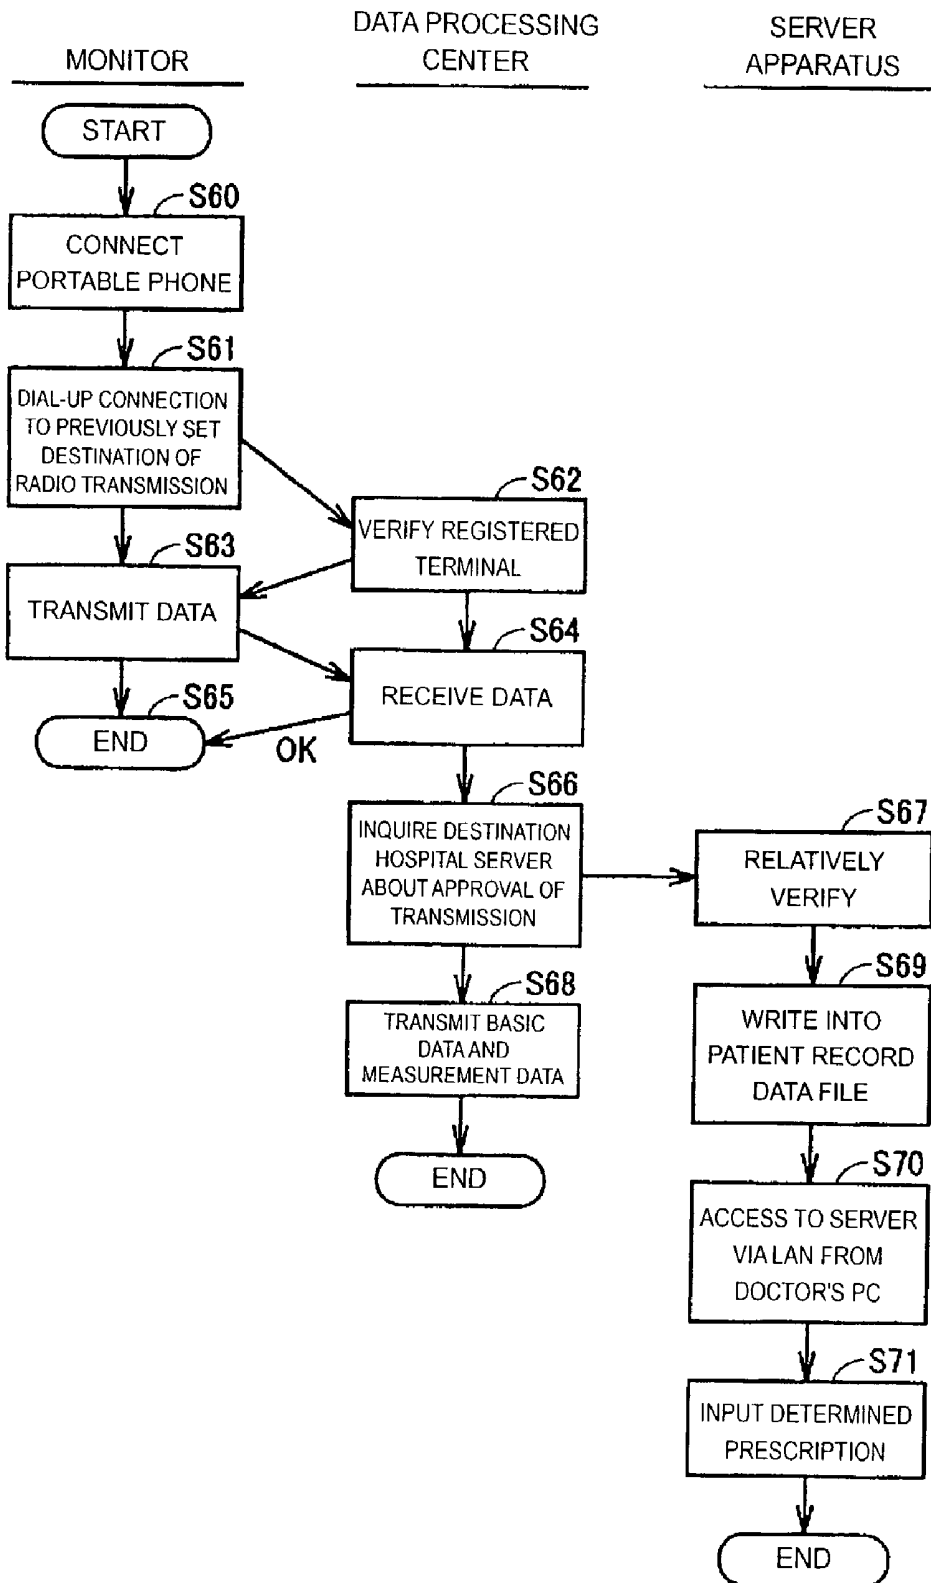 MONITOR
DATA PROCESSING
CENTER
SERVER
APPARATUS
START
S60
CONNECT
PORTABLE PHONE
S61
DIAL-UP CONNECTION
TO PREVIOUSLY SET
DESTINATION OF
RADIO TRANSMISSION
S62
VERIFY REGISTERED
TERMINAL
S63
TRANSMIT DATA
S64
RECEIVE DATA
S65
END
OK
S66
INQUIRE DESTINATION
HOSPITAL SERVER
ABOUT APPROVAL OF
TRANSMISSION
S67
RELATIVELY
VERIFY
S68
TRANSMIT BASIC
DATA AND
MEASUREMENT DATA
END
S69
WRITE INTO
PATIENT RECORD
DATA FILE
S70
ACCESS TO SERVER
VIA LAN FROM
DOCTOR'S PC
S71
INPUT DETERMINED
PRESCRIPTION
END